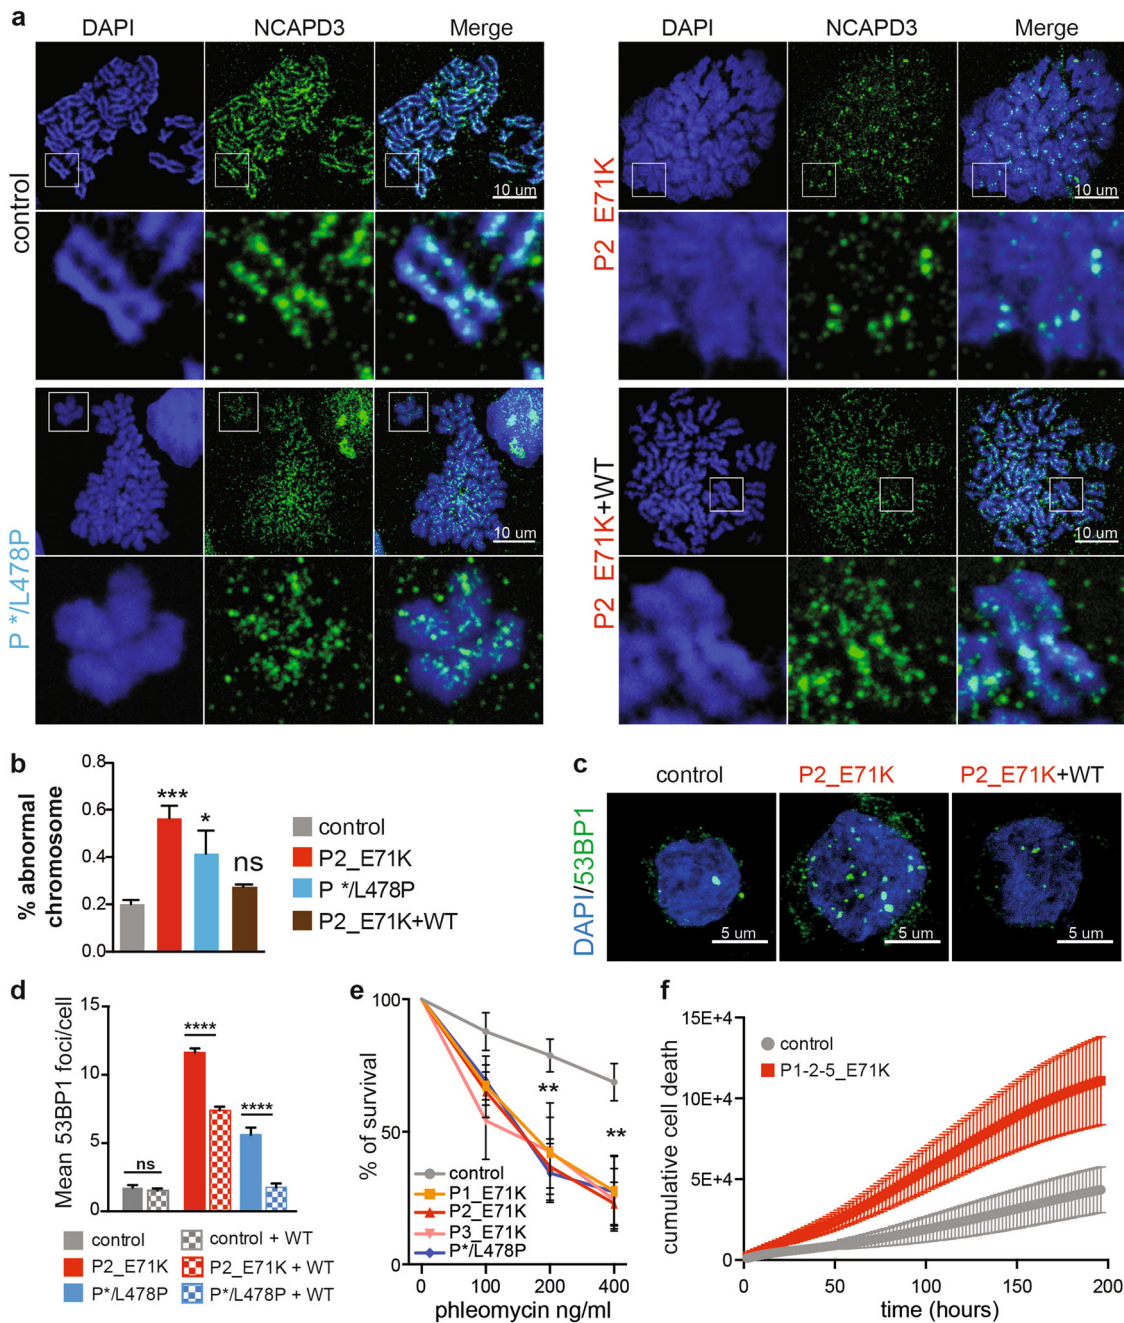 a
DAPI NCAPD3 Merge
DAPI NCAPD3 Merge
control
10 um
P2_E71K
10 um
P*/L478P
10 um
P2_E71K+WT
10 um
b
% abnormal
chromosome
0.8
0.6
0.4
0.2
0.0
***
*
ns
control
P2_E71K
P*/L478P
P2_E71K+WT
c
control P2_E71K P2_E71K+WT
DAPI/53BP1
5 um
5 um
5 um
d
Mean 53BP1 foci/cell
15
10
5
0
ns
****
****
control
control + WT
P2_E71K
P2_E71K + WT
P*/L478P
P*/L478P + WT
e
% of survival
100
50
0
**
**
control
P1_E71K
P2_E71K
P3_E71K
P*/L478P
0 100 200 400
phleomycin ng/ml
f
cumulative cell death
15E+4
10E+4
5E+4
0
control
P1-2-5_E71K
0 50 100 150 200
time (hours)